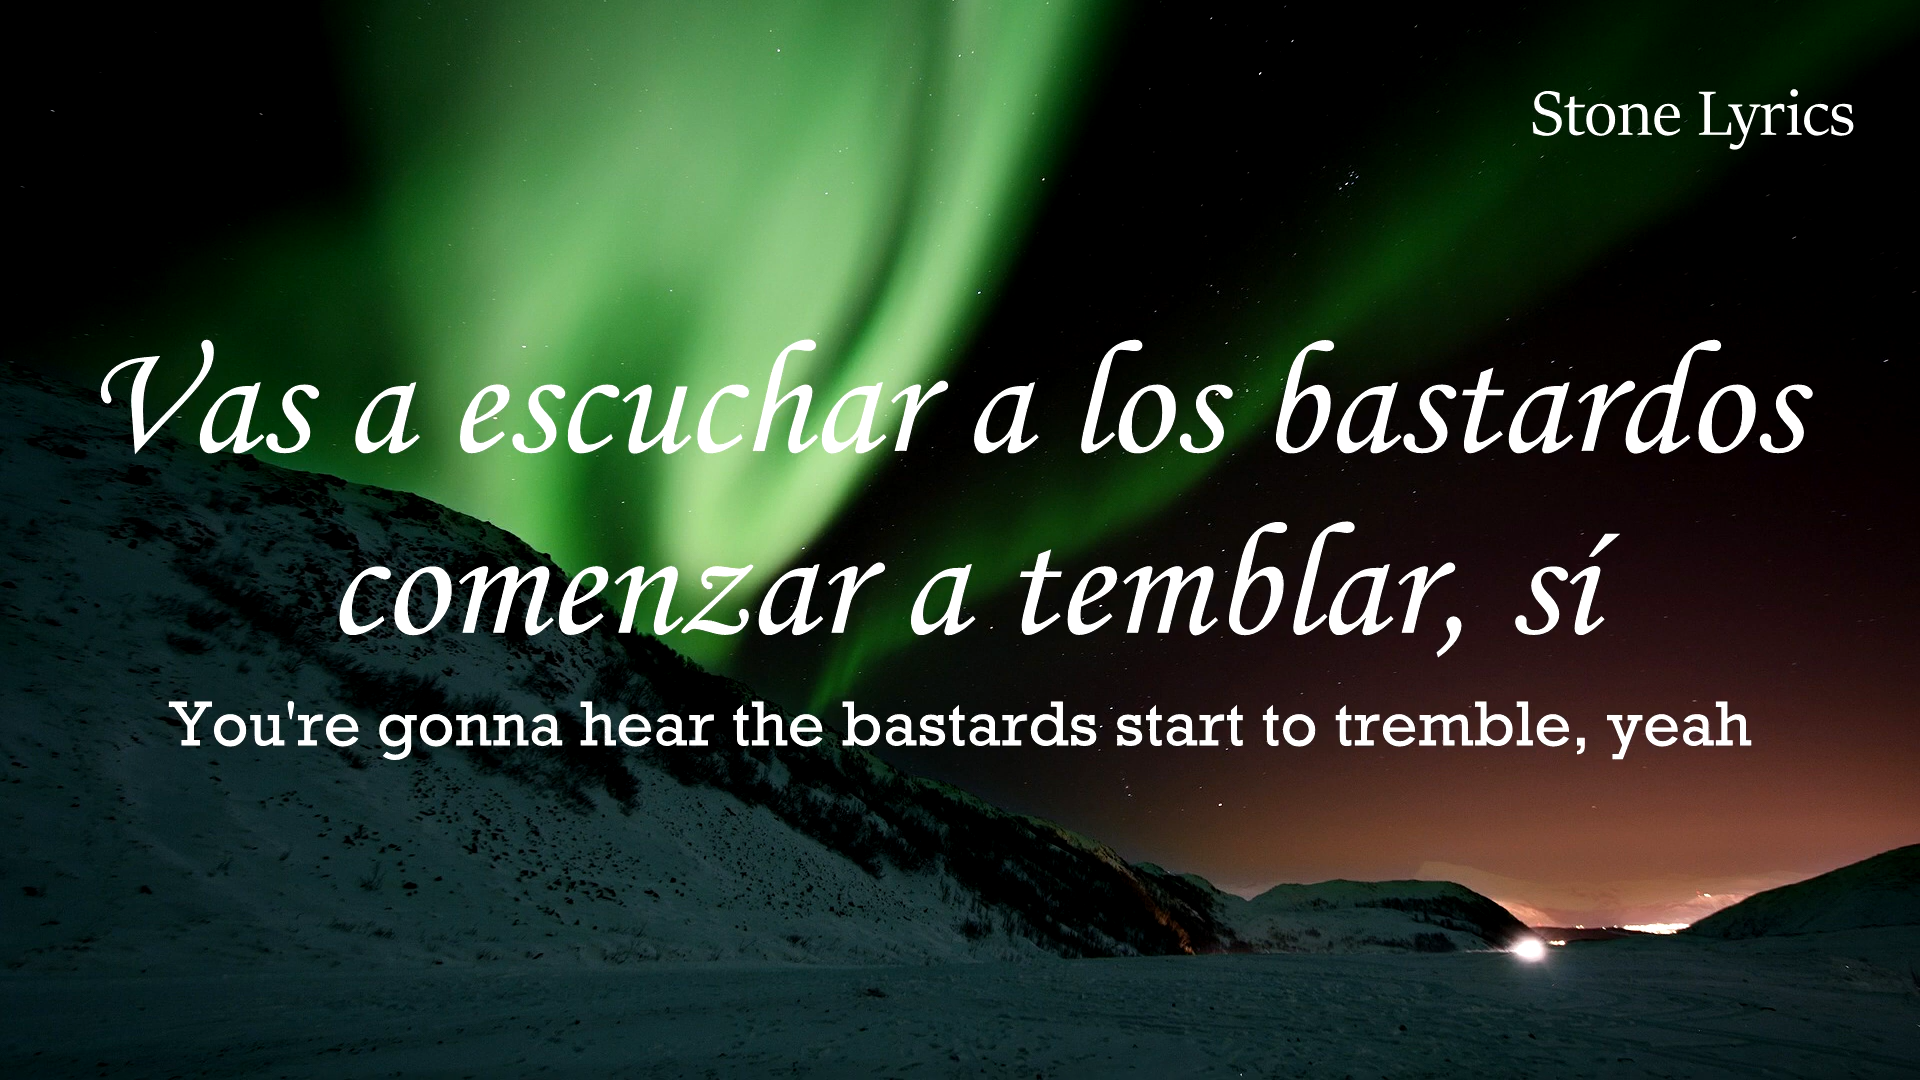 Stone Lyrics
Vas a escuchar a los bastardos
comenzar a temblar, sí
You're gonna hear the bastards start to tremble, yeah